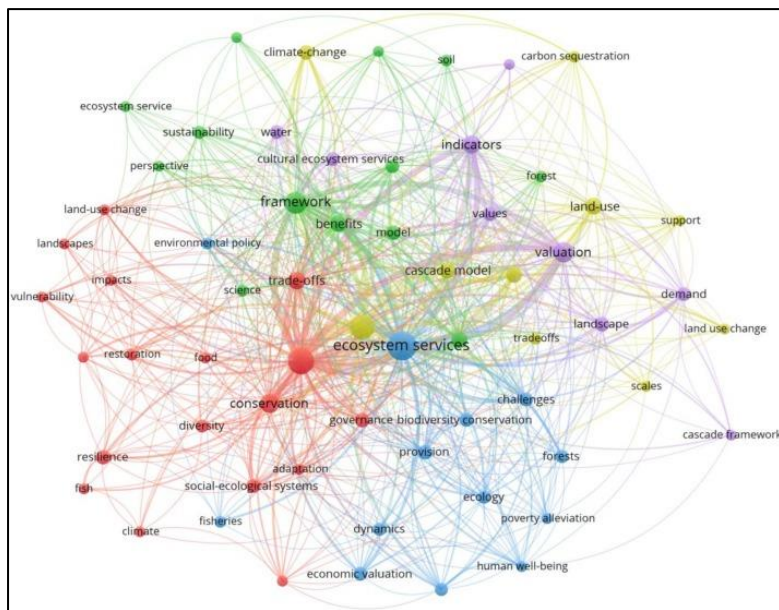 climate-change
soil
carbon sequestration
ecosystem service
sustainability
water
indicators
cultural ecosystem services
perspective
forest
framework
land-use
land-use change
benefits
values
support
model
landscapes
environmental policy
valuation
cascade model
impacts
trade-offs
science
demand
vulnerability
landscape
land use change
ecosystem services
tradeoffs
restoration
food
scales
conservation
challenges
governance
biodiversity conservation
diversity
cascade framework
provision
resilience
adaptation
forests
fish
social-ecological systems
ecology
fisheries
poverty alleviation
climate
dynamics
human well-being
economic valuation